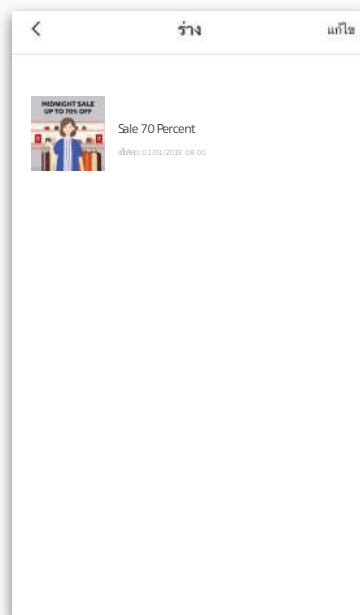 ร่าง
แก้ไข
MIDNIGHT SALE
UP TO 70% OFF
Sale 70 Percent
01/01/2019 08 00